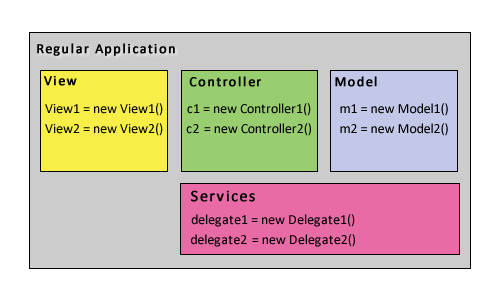 Regular Application
View
View1 = new View1()
View2 = new View2()
Controller
c1 = new Controller1()
c2 = new Controller2()
Model
m1 = new Model1()
m2 = new Model2()
Services
delegate1 = new Delegate1()
delegate2 = new Delegate2()